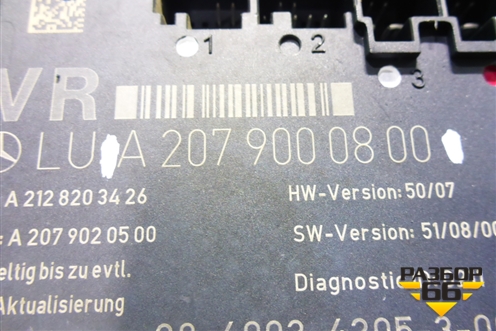 1 2 3
VR
LU A 207 900 08 00
A 212 820 34 26
HW-Version: 50/07
: A 207 902 05 00
SW-Version: 51/08/00
eltig bis zu evtl.
Diagnostic
Aktualisierung
РАЗБОР
66